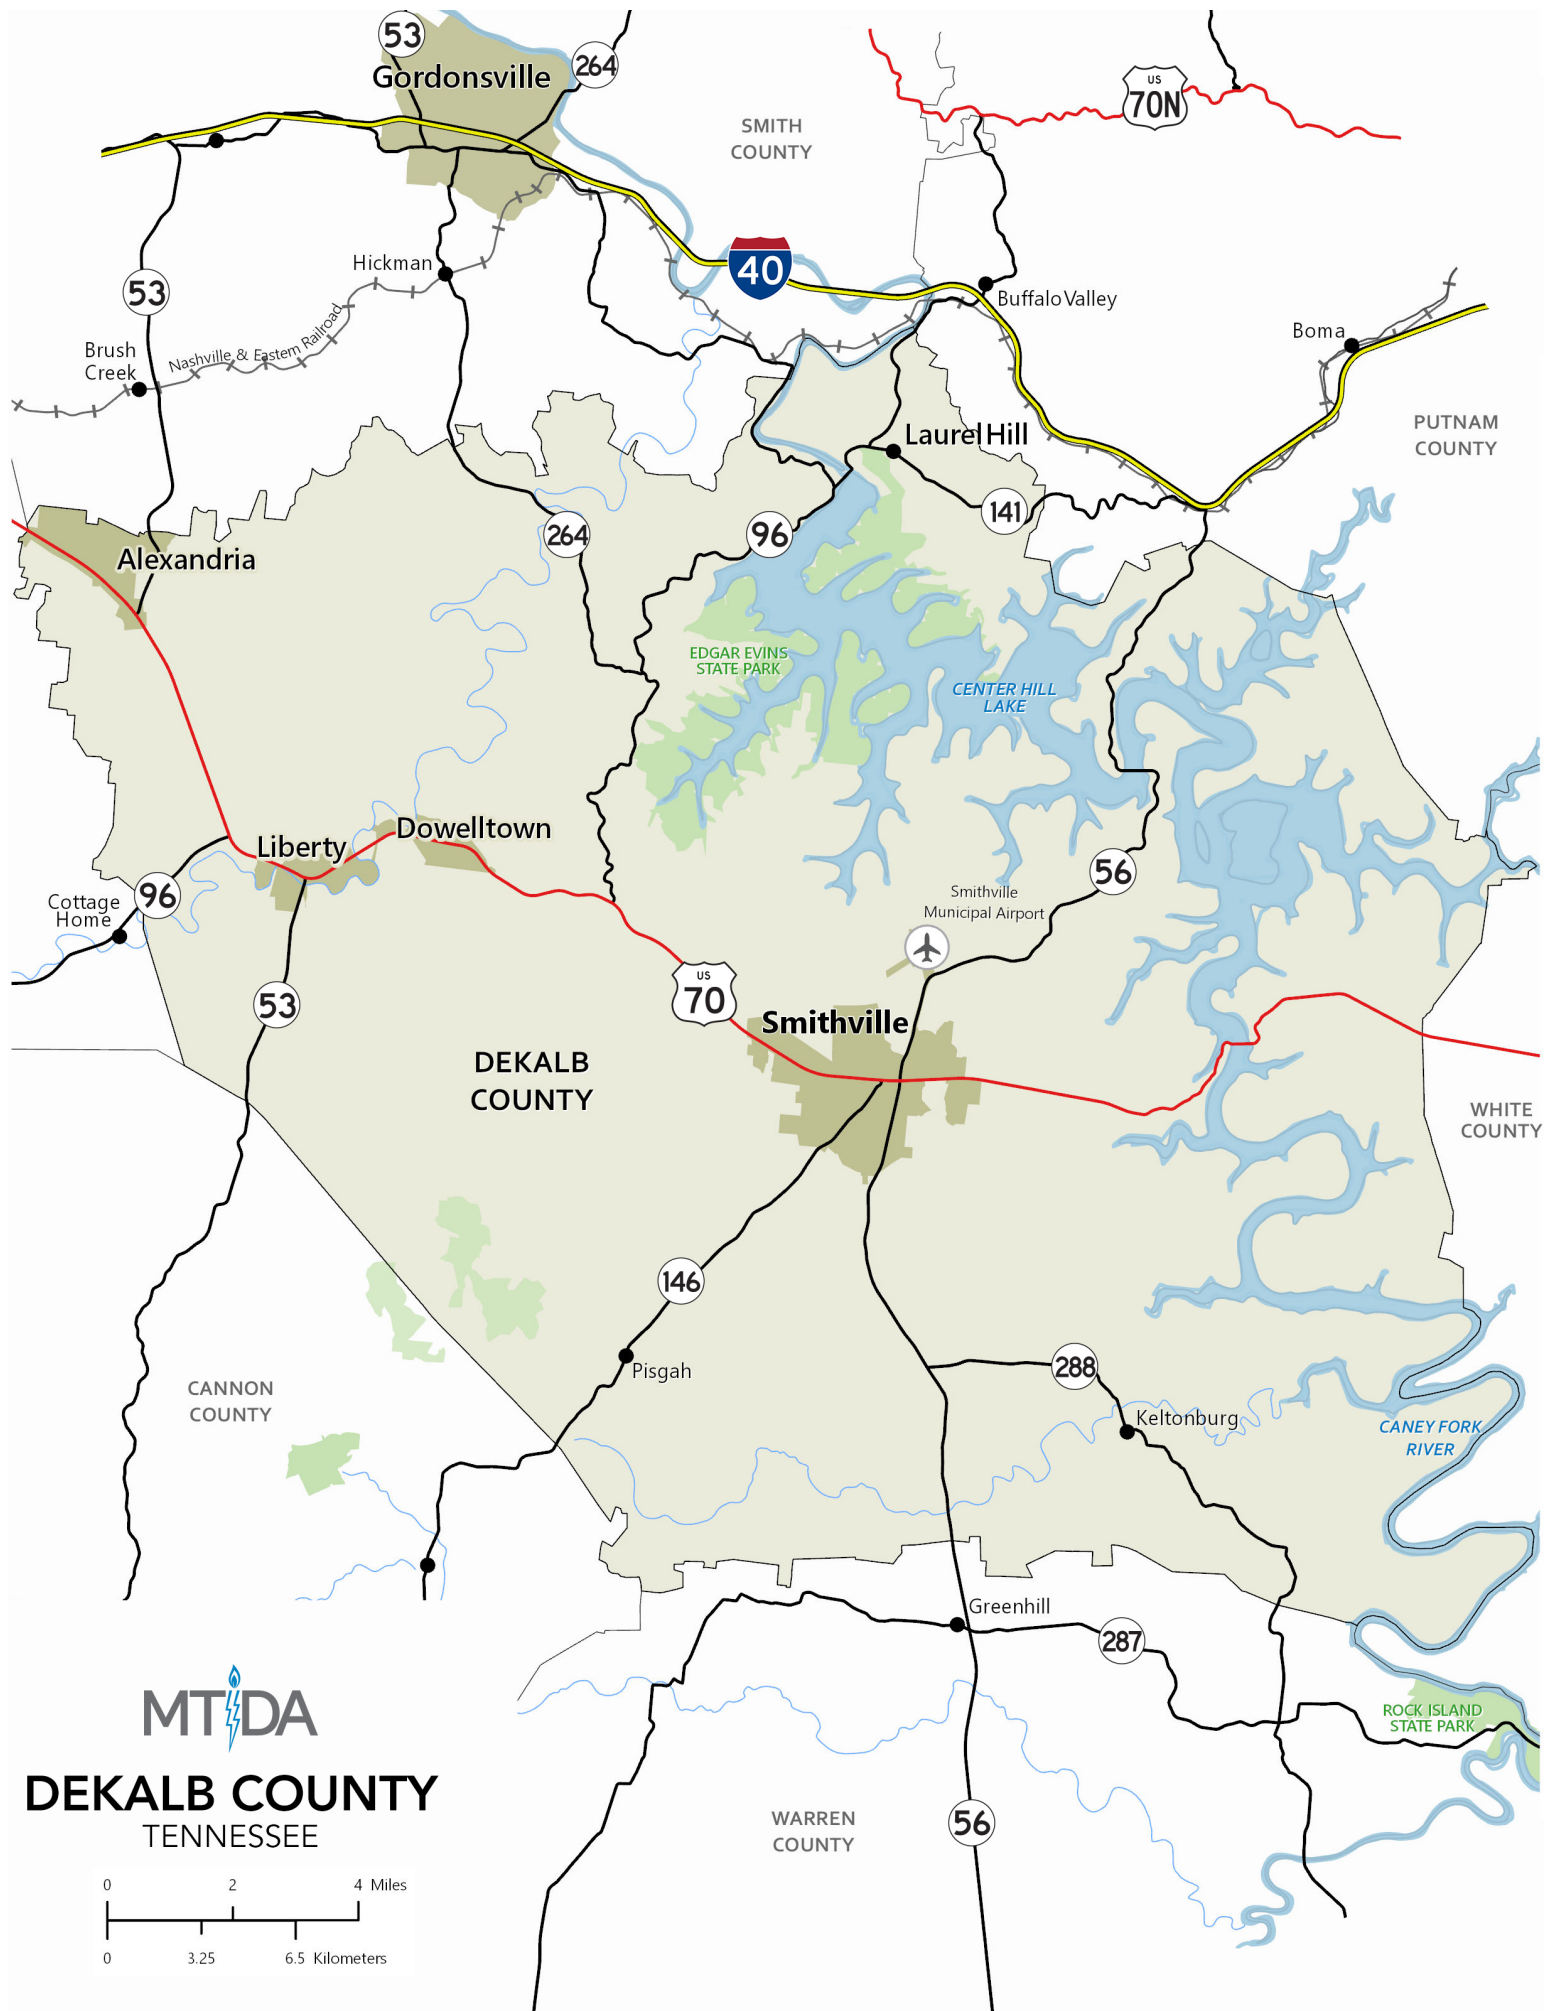 53
Gordonsville
264
US
70N
SMITH
COUNTY
Hickman
40
53
Buffalo Valley
Nashville & Eastern Railroad
Boma
Brush
Creek
PUTNAM
COUNTY
Laurel Hill
141
264
96
Alexandria
EDGAR EVINS
STATE PARK
CENTER HILL
LAKE
Liberty
Dowelltown
56
96
Cottage
Home
Smithville
Municipal Airport
53
US
70
Smithville
DEKALB
COUNTY
WHITE
COUNTY
146
Pisgah
288
CANNON
COUNTY
Keltonburg
CANEY FORK
RIVER
Greenhill
287
MTIDA
ROCK ISLAND
STATE PARK
DEKALB COUNTY
TENNESSEE
WARREN
COUNTY
56
0 2 4 Miles
0 3.25 6.5 Kilometers